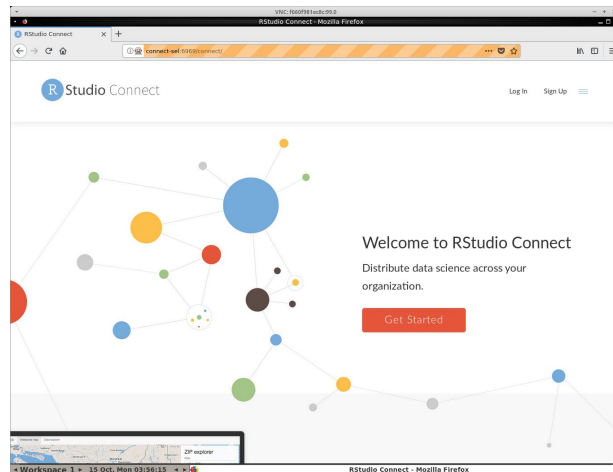 VNC: f660f981ec8c:99.0
RStudio Connect - Mozilla Firefox
RStudio Connect
connect-sel:6969/connect/
R Studio Connect
Log In Sign Up
Welcome to RStudio Connect
Distribute data science across your
organization.
Get Started
ZIP explorer
Workspace 1 15 Oct, Mon 03:56:15
RStudio Connect - Mozilla Firefox